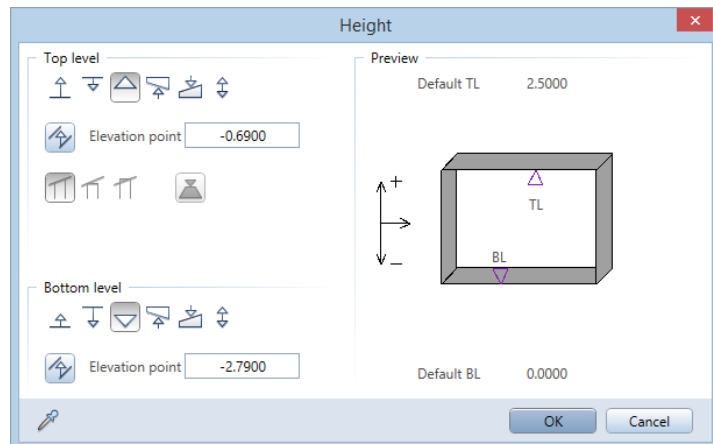 Height
Top level
Elevation point -0.6900
Bottom level
Elevation point -2.7900
Preview
Default TL 2.5000
+
TL
BL
–
Default BL 0.0000
OK Cancel